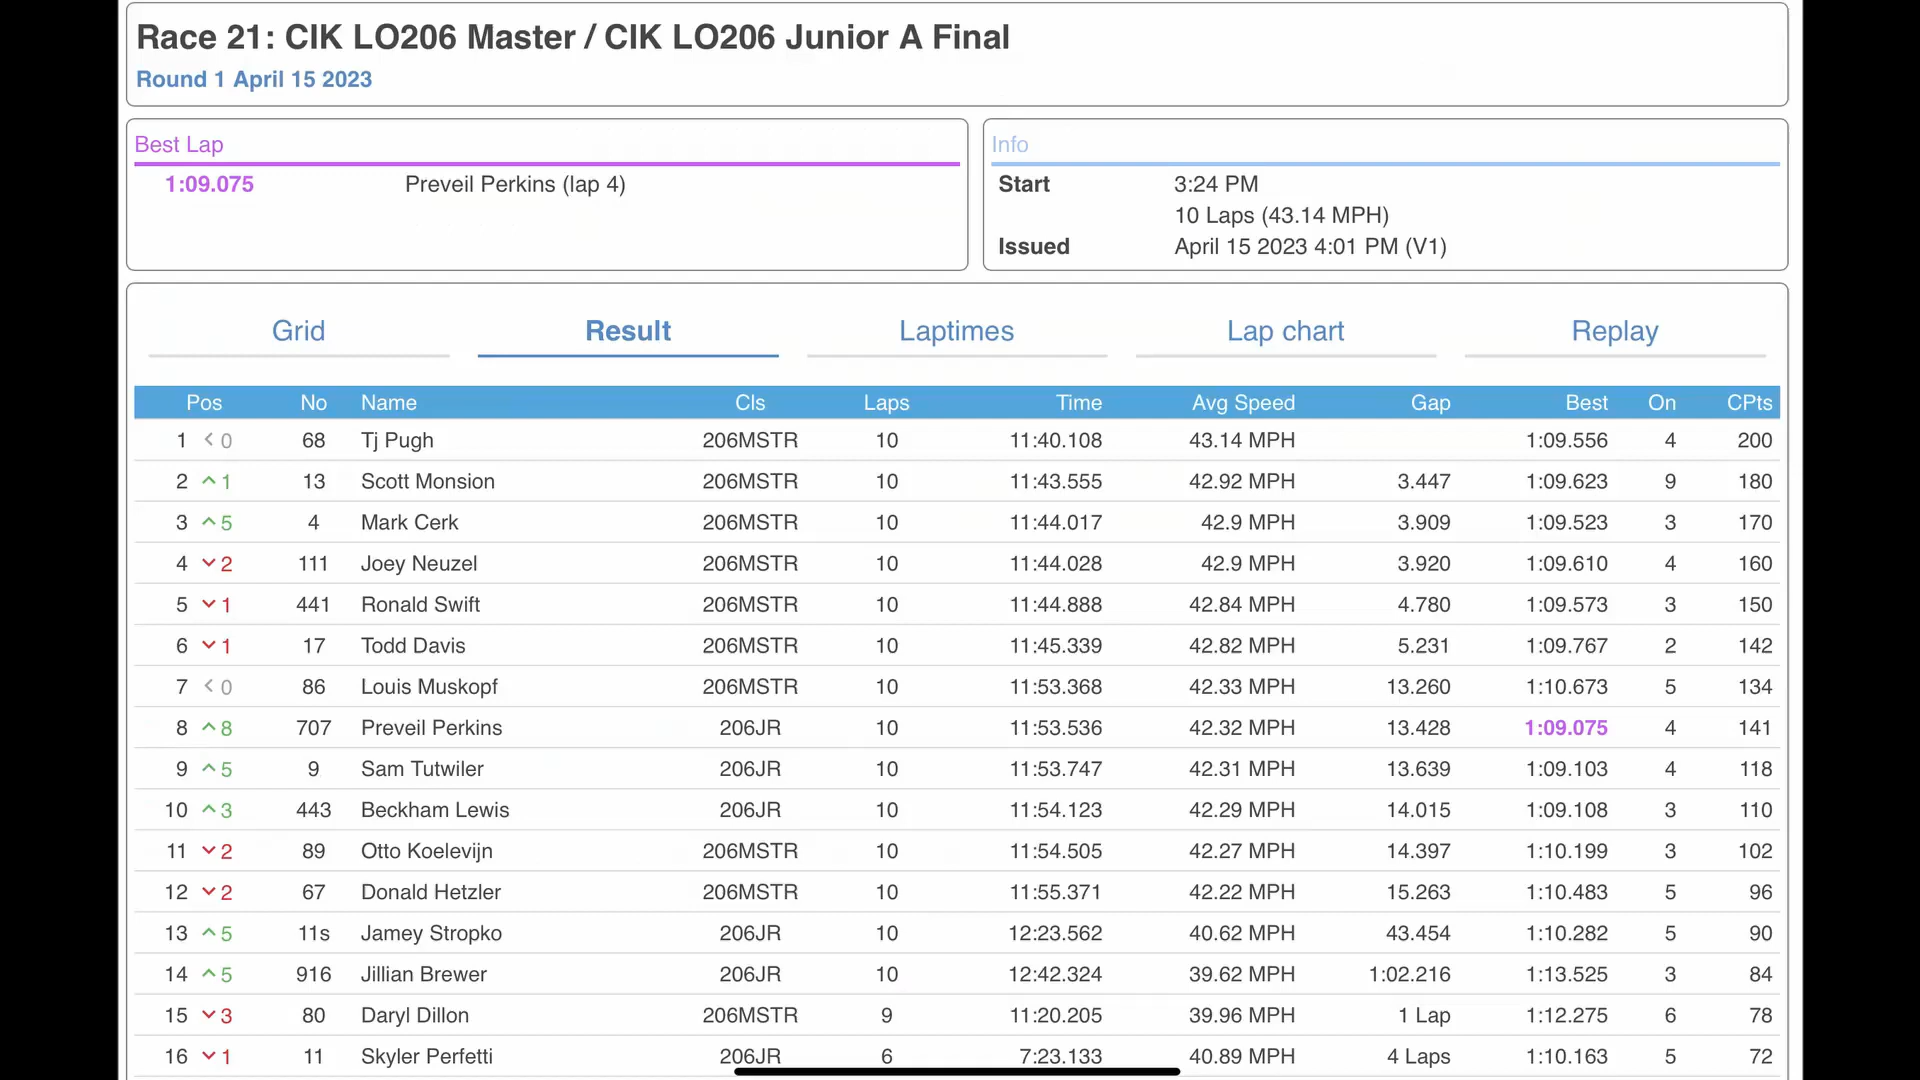 Race 21: CIK LO206 Master / CIK LO206 Junior A Final
Round 1 April 15 2023
Best Lap
1:09.075 Preveil Perkins (lap 4)
Info
Start 3:24 PM
10 Laps (43.14 MPH)
Issued April 15 2023 4:01 PM (V1)
Grid Result Laptimes Lap chart Replay
Pos No Name Cls Laps Time Avg Speed Gap Best On CPts
1 < 0 68 Tj Pugh 206MSTR 10 11:40.108 43.14 MPH 1:09.556 4 200
2 ^ 1 13 Scott Monsion 206MSTR 10 11:43.555 42.92 MPH 3.447 1:09.623 9 180
3 ^ 5 4 Mark Cerk 206MSTR 10 11:44.017 42.9 MPH 3.909 1:09.523 3 170
4 v 2 111 Joey Neuzel 206MSTR 10 11:44.028 42.9 MPH 3.920 1:09.610 4 160
5 v 1 441 Ronald Swift 206MSTR 10 11:44.888 42.84 MPH 4.780 1:09.573 3 150
6 v 1 17 Todd Davis 206MSTR 10 11:45.339 42.82 MPH 5.231 1:09.767 2 142
7 < 0 86 Louis Muskopf 206MSTR 10 11:53.368 42.33 MPH 13.260 1:10.673 5 134
8 ^ 8 707 Preveil Perkins 206JR 10 11:53.536 42.32 MPH 13.428 1:09.075 4 141
9 ^ 5 9 Sam Tutwiler 206JR 10 11:53.747 42.31 MPH 13.639 1:09.103 4 118
10 ^ 3 443 Beckham Lewis 206JR 10 11:54.123 42.29 MPH 14.015 1:09.108 3 110
11 v 2 89 Otto Koelevijn 206MSTR 10 11:54.505 42.27 MPH 14.397 1:10.199 3 102
12 v 2 67 Donald Hetzler 206MSTR 10 11:55.371 42.22 MPH 15.263 1:10.483 5 96
13 ^ 5 11s Jamey Stropko 206JR 10 12:23.562 40.62 MPH 43.454 1:10.282 5 90
14 ^ 5 916 Jillian Brewer 206JR 10 12:42.324 39.62 MPH 1:02.216 1:13.525 3 84
15 v 3 80 Daryl Dillon 206MSTR 9 11:20.205 39.96 MPH 1 Lap 1:12.275 6 78
16 v 1 11 Skyler Perfetti 206JR 6 7:23.133 40.89 MPH 4 Laps 1:10.163 5 72